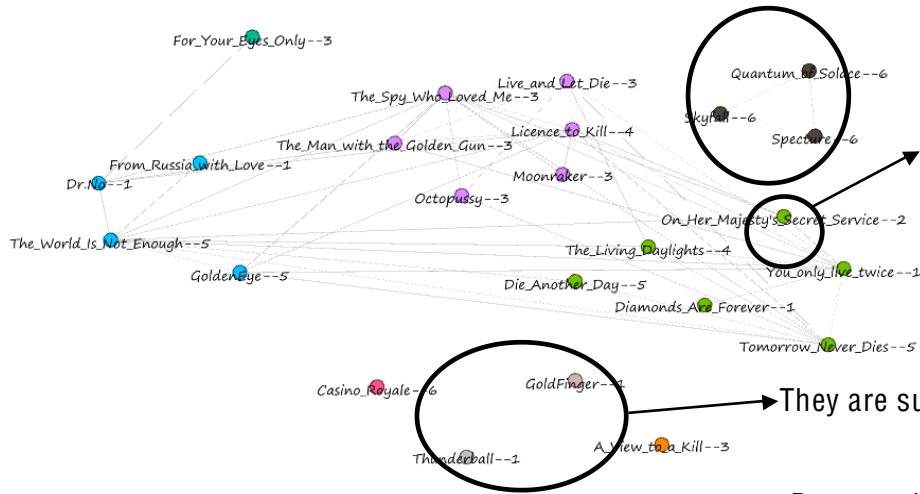 For_Your_Eyes_Only--3
Quantum_of_Solace--6
Live_and_Let_Die--3
The_Spy_Who_Loved_Me--3
Skyfall--6
Licence_to_Kill--4
Specture--6
The_Man_with_the_Golden_Gun--3
From_Russia_with_Love--1
Moonraker--3
Dr.No--1
Octopussy--3
On_Her_Majesty's_Secret_Service--2
The_World_Is_Not_Enough--5
The_Living_Daylights--4
GoldenEye--5
You_only_live_twice--1
Die_Another_Day--5
Diamonds_Are_Forever--1
Tomorrow_Never_Dies--5
Casino_Royale--6
GoldFinger--1
They are su
A_View_to_a_Kill--3
Thunderball--1